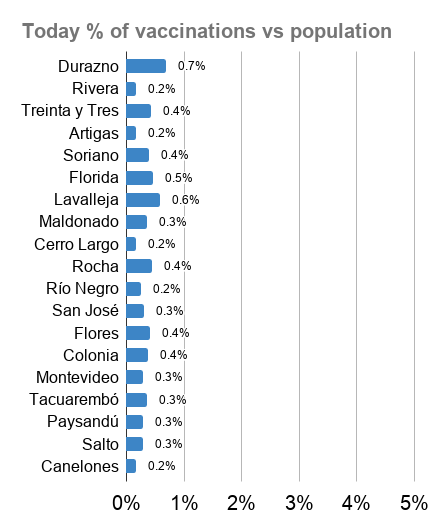 Today % of vaccinations vs population
Durazno 0.7%
Rivera 0.2%
Treinta y Tres 0.4%
Artigas 0.2%
Soriano 0.4%
Florida 0.5%
Lavalleja 0.6%
Maldonado 0.3%
Cerro Largo 0.2%
Rocha 0.4%
Río Negro 0.2%
San José 0.3%
Flores 0.4%
Colonia 0.4%
Montevideo 0.3%
Tacuarembó 0.3%
Paysandú 0.3%
Salto 0.3%
Canelones 0.2%
0% 1% 2% 3% 4% 5%